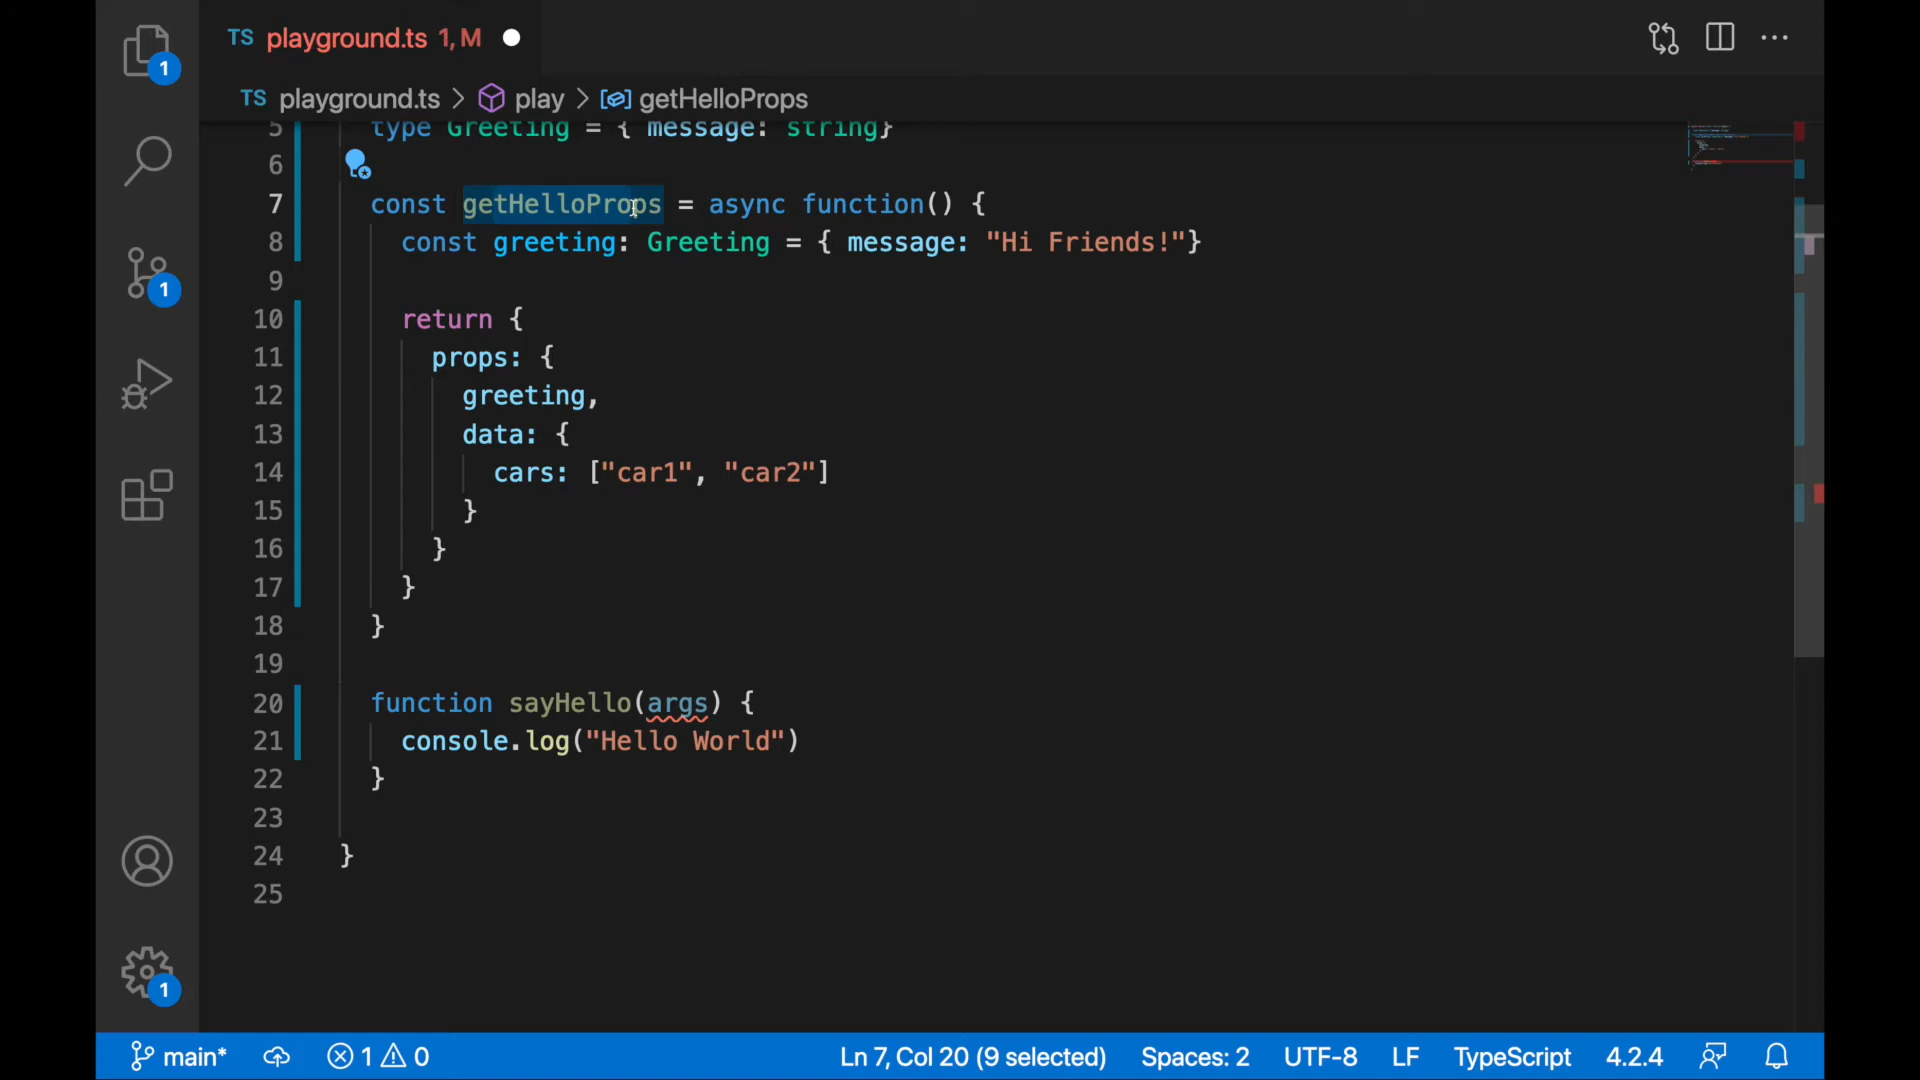 TS playground.ts 1, M
TS playground.ts > play > getHelloProps
1
5 type Greeting = { message: string}
6
7 const getHelloProps = async function() {
8 const greeting: Greeting = { message: "Hi Friends!"}
9
10 return {
11 props: {
12 greeting,
13 data: {
14 cars: ["car1", "car2"]
15 }
16 }
17 }
18 }
19
20 function sayHello(args) {
21 console.log("Hello World")
22 }
23
24 }
25
1
1
main* 1 0 Ln 7, Col 20 (9 selected) Spaces: 2 UTF-8 LF TypeScript 4.2.4